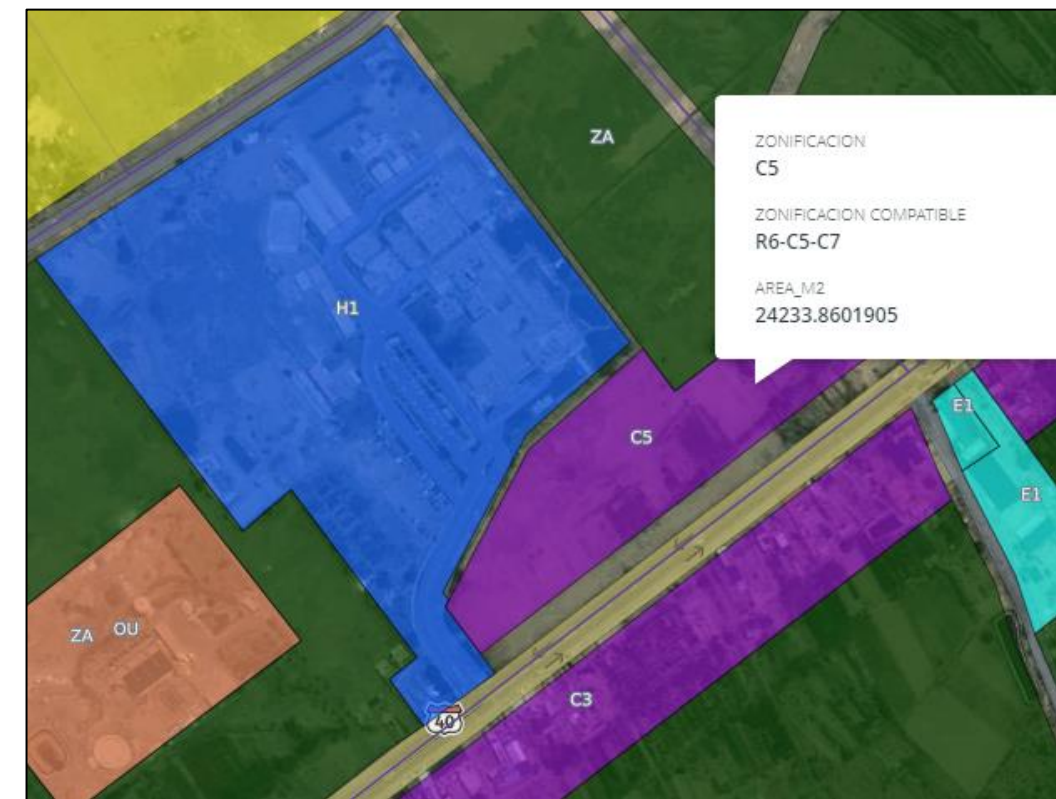 ZA
ZONIFICACION
C5
ZONIFICACION COMPATIBLE
R6-C5-C7
AREA_M2
24233.8601905
H1
E1
C5
E1
ZA OU
C3
40